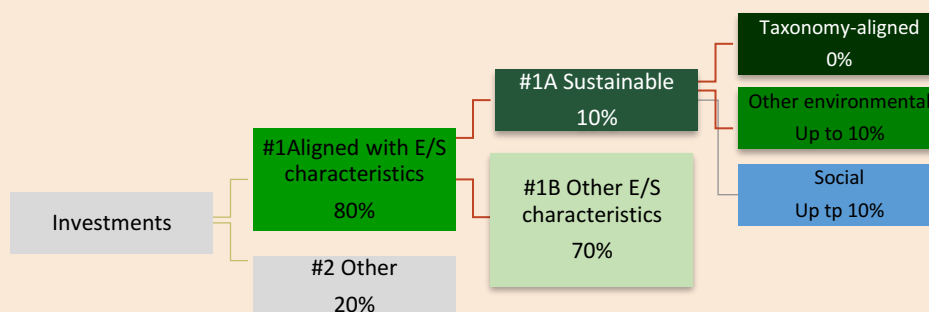 Investments
#1Aligned with E/S
characteristics
80%
#2 Other
20%
#1A Sustainable
10%
#1B Other E/S
characteristics
70%
Taxonomy-aligned
0%
Other environmental
Up to 10%
Social
Up tp 10%